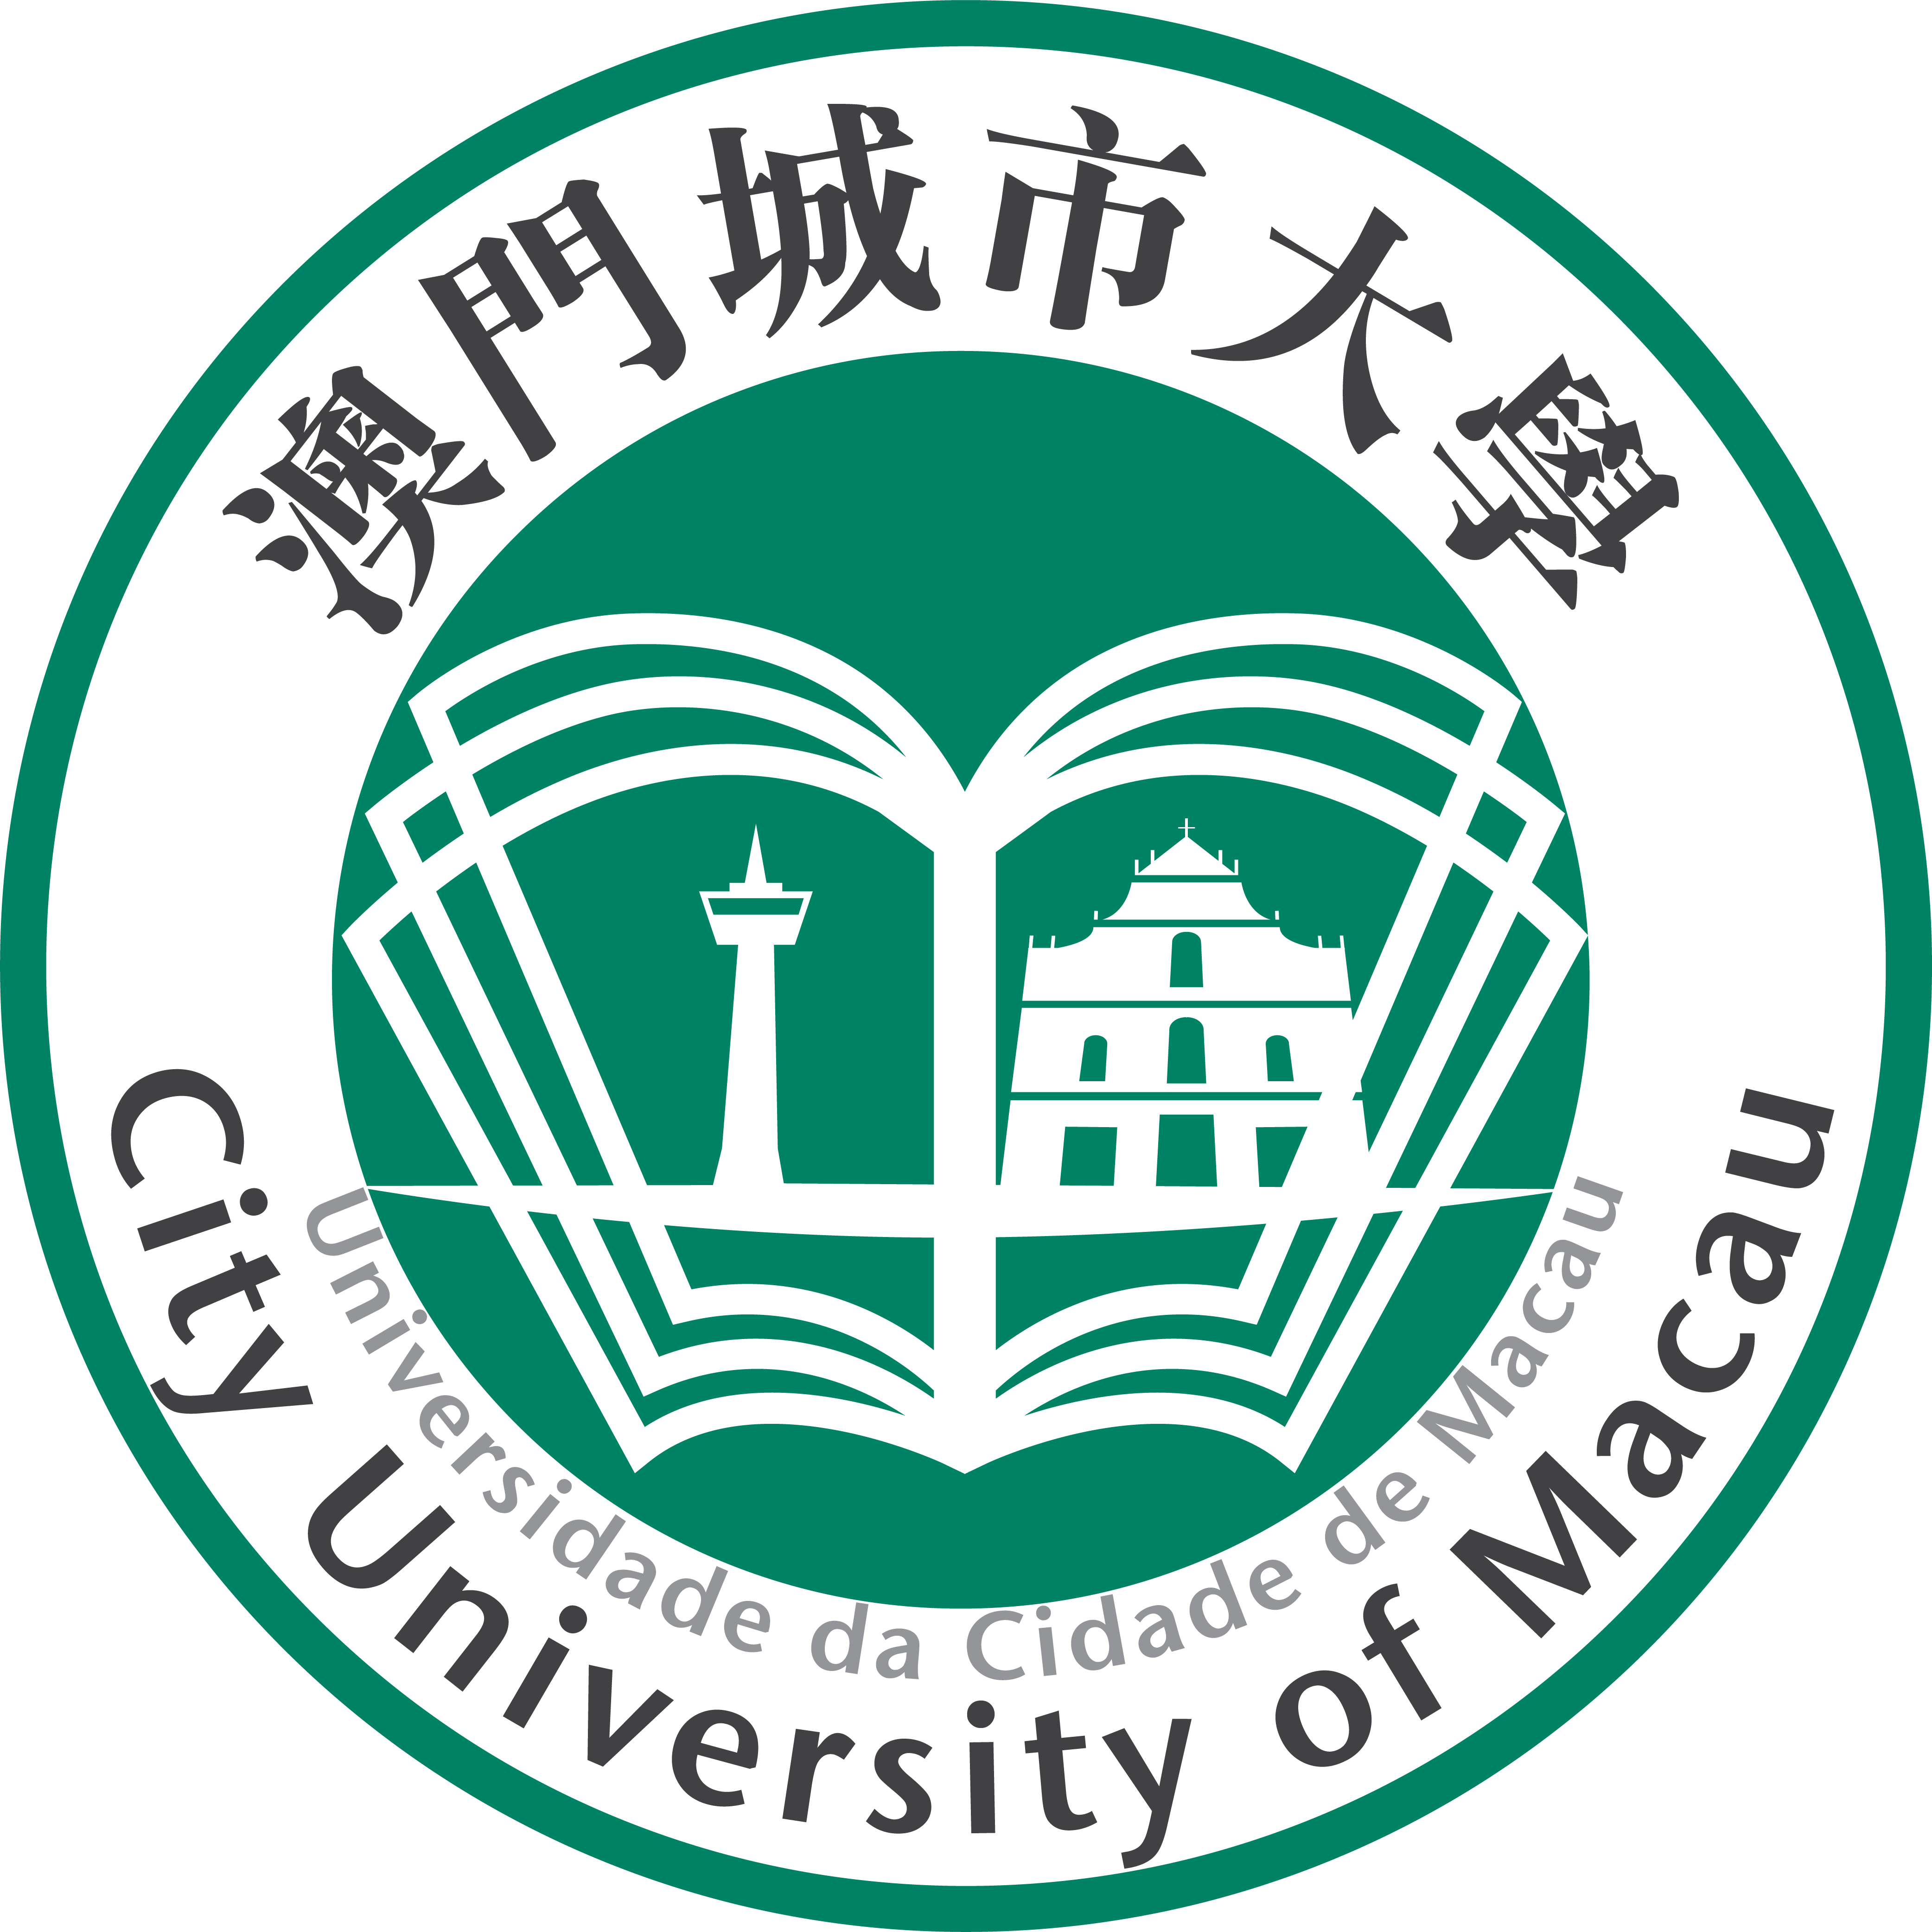 澳門城市大學
Universidade da Cidade de Macau
City University of Macau